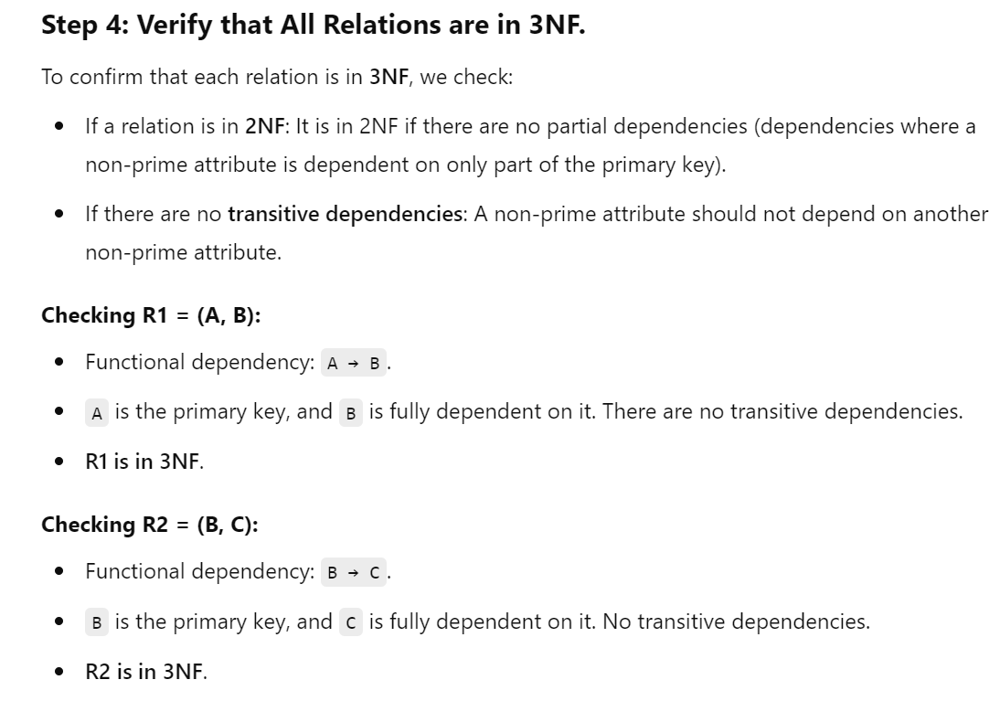 Step 4: Verify that All Relations are in 3NF.
To confirm that each relation is in 3NF, we check:
If a relation is in 2NF: It is in 2NF if there are no partial dependencies (dependencies where a
non-prime attribute is dependent on only part of the primary key).
If there are no transitive dependencies: A non-prime attribute should not depend on another
non-prime attribute.
Checking R1 = (A, B):
Functional dependency: A → B.
A is the primary key, and B is fully dependent on it. There are no transitive dependencies.
R1 is in 3NF.
Checking R2 = (B, C):
Functional dependency: B → C.
B is the primary key, and C is fully dependent on it. No transitive dependencies.
R2 is in 3NF.